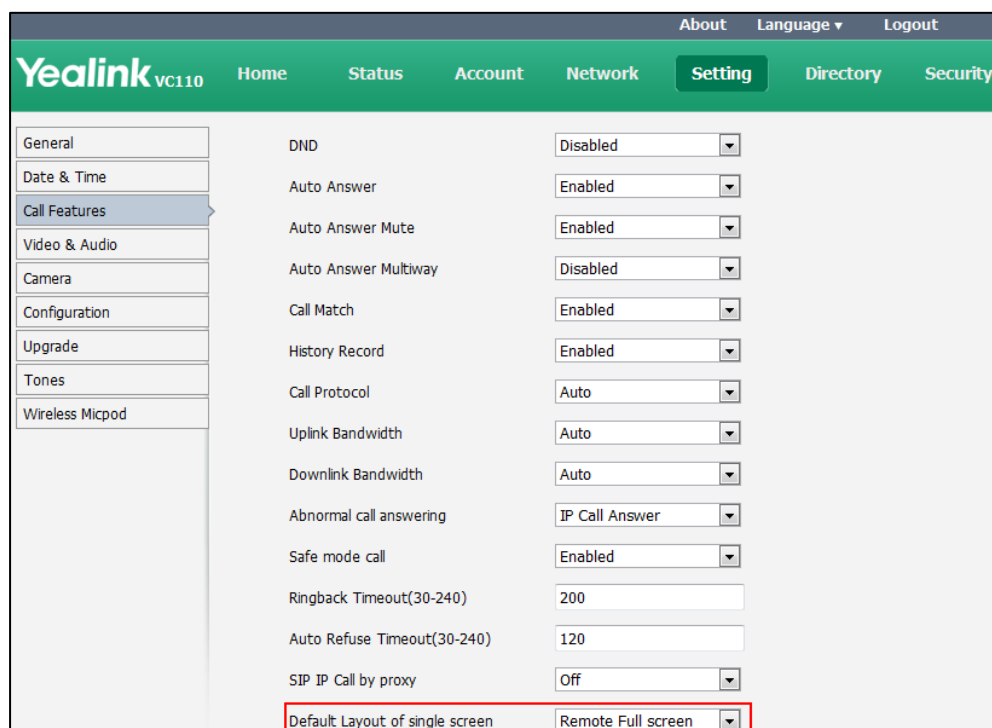 About Language ▾ Logout
Yealink VC110 Home Status Account Network Setting Directory Security
General
Date & Time
Call Features
Video & Audio
Camera
Configuration
Upgrade
Tones
Wireless Micpod
DND Disabled
Auto Answer Enabled
Auto Answer Mute Enabled
Auto Answer Multiway Disabled
Call Match Enabled
History Record Enabled
Call Protocol Auto
Uplink Bandwidth Auto
Downlink Bandwidth Auto
Abnormal call answering IP Call Answer
Safe mode call Enabled
Ringback Timeout(30-240) 200
Auto Refuse Timeout(30-240) 120
SIP IP Call by proxy Off
Default Layout of single screen Remote Full screen